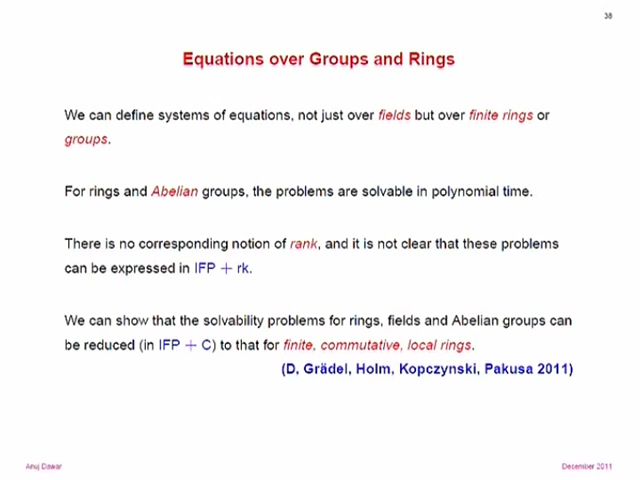 38
Equations over Groups and Rings
We can define systems of equations, not just over fields but over finite rings or
groups.
For rings and Abelian groups, the problems are solvable in polynomial time.
There is no corresponding notion of rank, and it is not clear that these problems
can be expressed in IFP + rk.
We can show that the solvability problems for rings, fields and Abelian groups can
be reduced (in IFP + C) to that for finite, commutative, local rings.
(D, Grädel, Holm, Kopczynski, Pakusa 2011)
Anuj Dawar December 2011